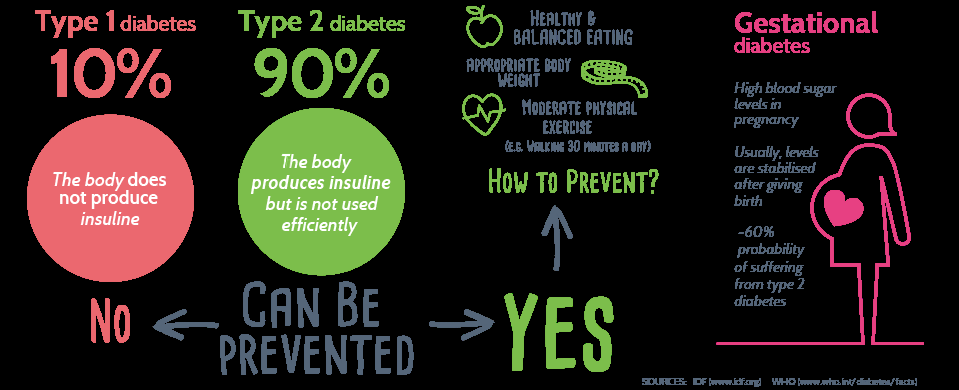 Type 1 diabetes
10%
The body does
not produce
insuline
NO
Type 2 diabetes
90%
The body
produces insuline
but is not used
efficiently
CAN BE
PREVENTED
YES
HEALTHY &
BALANCED EATING
APPROPRIATE BODY
WEIGHT
MODERATE PHYSICAL
EXERCISE
(E.G. WALKING 30 MINUTES A DAY)
HOW TO PREVENT?
Gestational
diabetes
High blood sugar
levels in
pregnancy
Usually, levels
are stabilised
after giving
birth
~60%
probability
of suffering
from type 2
diabetes
SOURCES: IDF (www.idf.org) WHO (www.who.int/diabetes/facts)